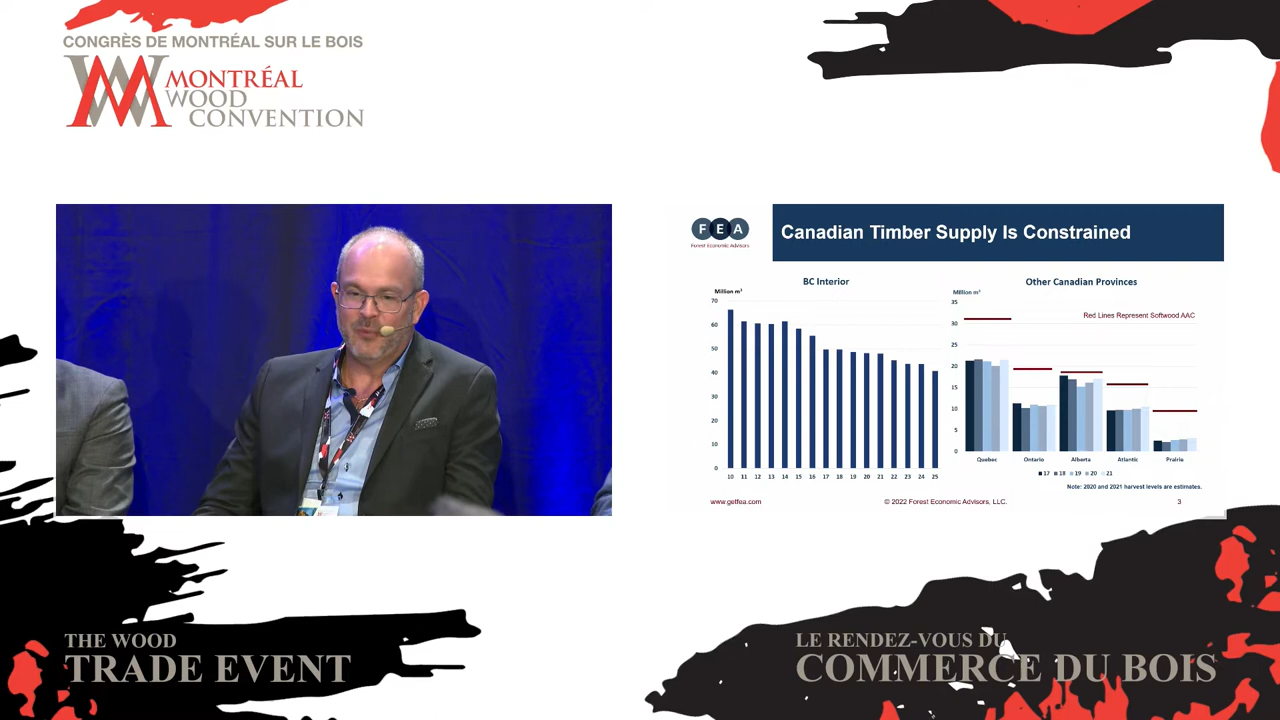 CONGRÈS DE MONTRÉAL SUR LE BOIS
MONTRÉAL
WOOD
CONVENTION
FEA
Forest Economic Advisors
Canadian Timber Supply Is Constrained
BC Interior
Million m³
70
60
50
40
30
20
10
0
10 11 12 13 14 15 16 17 18 19 20 21 22 23 24 25
Other Canadian Provinces
Million m³
35
30
25
20
15
10
5
0
Red Lines Represent Softwood AAC
Quebec Ontario Alberta Atlantic Prairie
17 18 19 20 21
Note: 2020 and 2021 harvest levels are estimates.
www.getfea.com
© 2022 Forest Economic Advisors, LLC.
3
THE WOOD
TRADE EVENT
LE RENDEZ-VOUS DU
COMMERCE DU BOIS